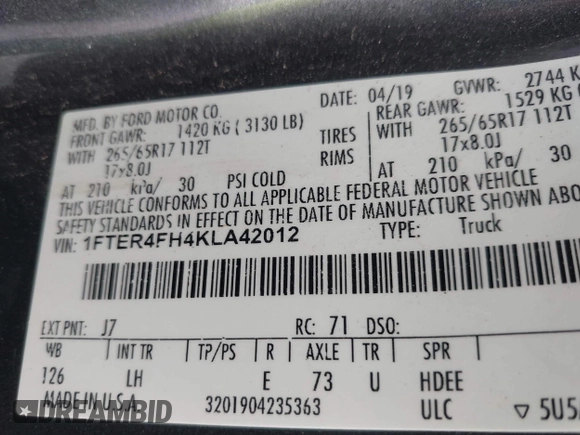 MFD. BY FORD MOTOR CO. DATE: 04/19 GVWR: 2744 K
FRONT GAWR: 1420 KG ( 3130 LB) REAR GAWR: 1529 KG
WITH 265/65R17 112T TIRES WITH 265/65R17 112T
17x8.0J RIMS 17x8.0J
AT 210 kPa/ 30 PSI COLD AT 210 kPa/ 30
THIS VEHICLE CONFORMS TO ALL APPLICABLE FEDERAL MOTOR VEHICLE
SAFETY STANDARDS IN EFFECT ON THE DATE OF MANUFACTURE SHOWN ABO
VIN: 1FTER4FH4KLA42012 TYPE: Truck
EXT PNT: J7 RC: 71 DSO:
WB INT TR TP/PS R AXLE TR SPR
126 LH E 73 U HDEE
MADE IN U.S.A. 3201904235363 ULC ▽ 5U5
DREAMBID